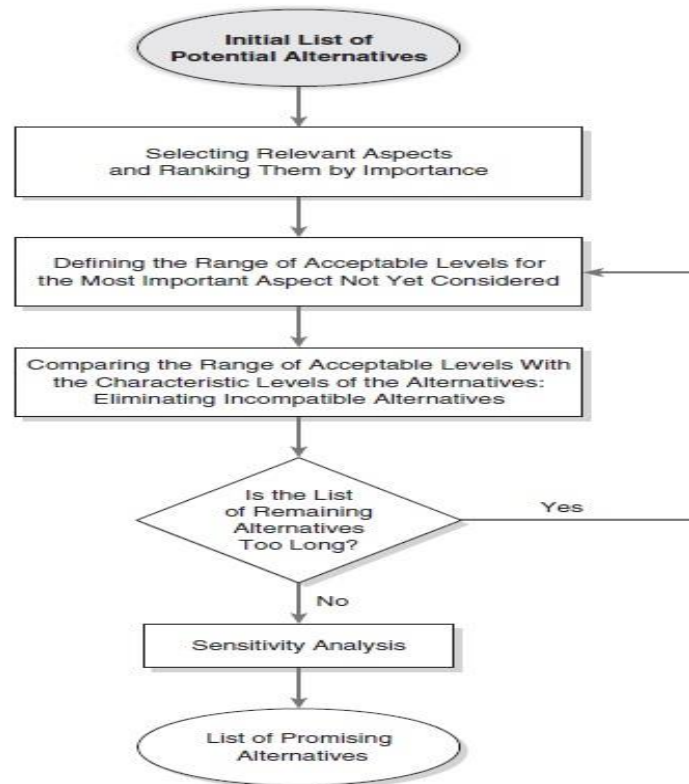 Initial List of
Potential Alternatives
Selecting Relevant Aspects
and Ranking Them by Importance
Defining the Range of Acceptable Levels for
the Most Important Aspect Not Yet Considered
Comparing the Range of Acceptable Levels With
the Characteristic Levels of the Alternatives:
Eliminating Incompatible Alternatives
Is the List
of Remaining
Alternatives
Too Long?
Yes
No
Sensitivity Analysis
List of Promising
Alternatives